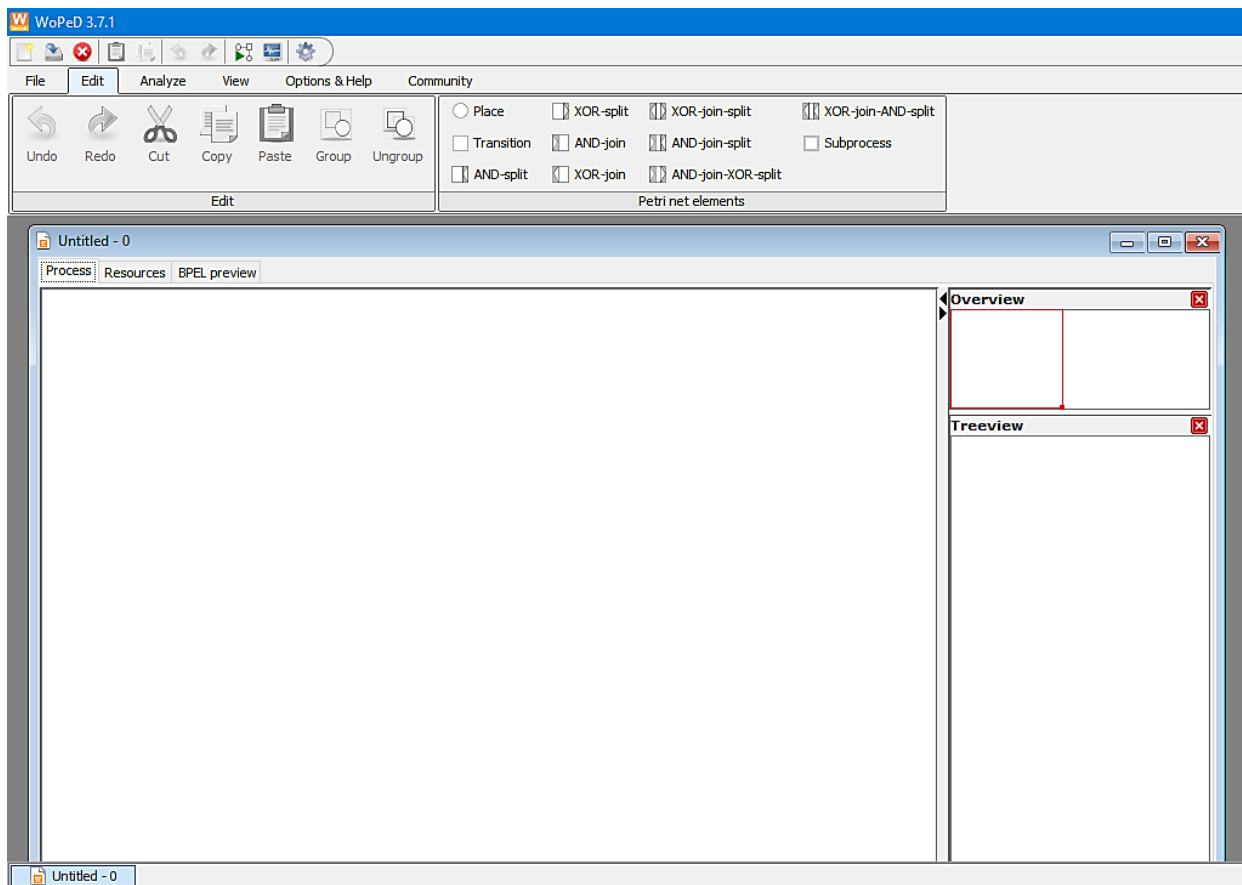 W WoPeD 3.7.1
File Edit Analyze View Options & Help Community
Place XOR-split XOR-join-split XOR-join-AND-split
Transition AND-join AND-join-split Subprocess
Undo Redo Cut Copy Paste Group Ungroup
AND-split XOR-join AND-join-XOR-split
Edit Petri net elements
Untitled - 0
Process Resources BPEL preview
Overview
Treeview
Untitled - 0